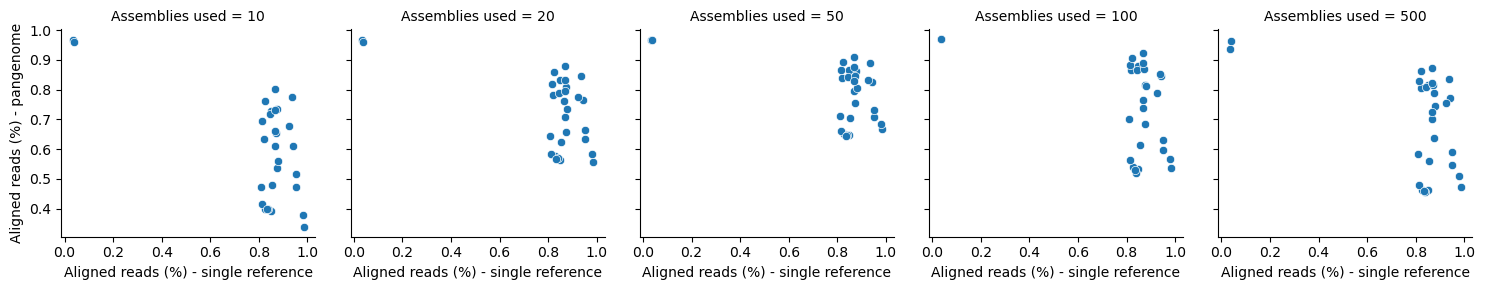 Assemblies used = 10
Assemblies used = 20
Assemblies used = 50
Assemblies used = 100
Assemblies used = 500
Aligned reads (%) - pangenome
1.0
0.9
0.8
0.7
0.6
0.5
0.4
0.0 0.2 0.4 0.6 0.8 1.0
0.0 0.2 0.4 0.6 0.8 1.0
0.0 0.2 0.4 0.6 0.8 1.0
0.0 0.2 0.4 0.6 0.8 1.0
0.0 0.2 0.4 0.6 0.8 1.0
Aligned reads (%) - single reference
Aligned reads (%) - single reference
Aligned reads (%) - single reference
Aligned reads (%) - single reference
Aligned reads (%) - single reference